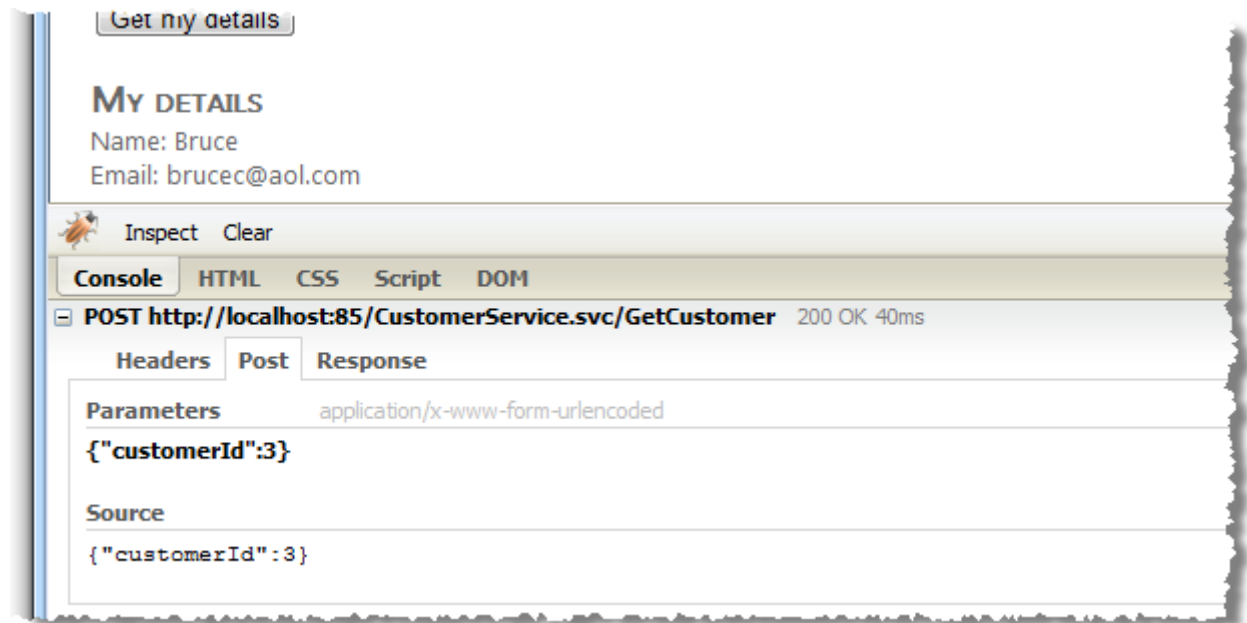 Get my details
MY DETAILS
Name: Bruce
Email: brucec@aol.com
Inspect Clear
Console HTML CSS Script DOM
POST http://localhost:85/CustomerService.svc/GetCustomer 200 OK 40ms
Headers Post Response
Parameters application/x-www-form-urlencoded
{"customerId":3}
Source
{"customerId":3}